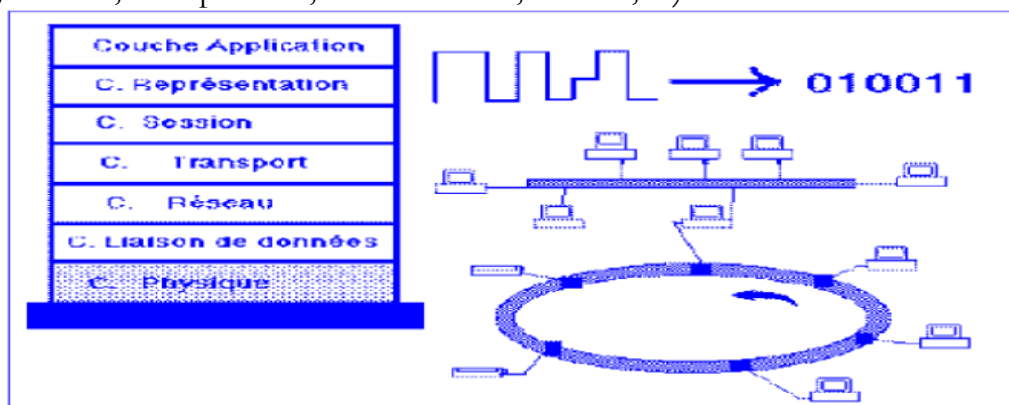 Couche Application
C. Représentation
C. Session
C. Transport
C. Réseau
C. Liaison de données
C. Physique
010011